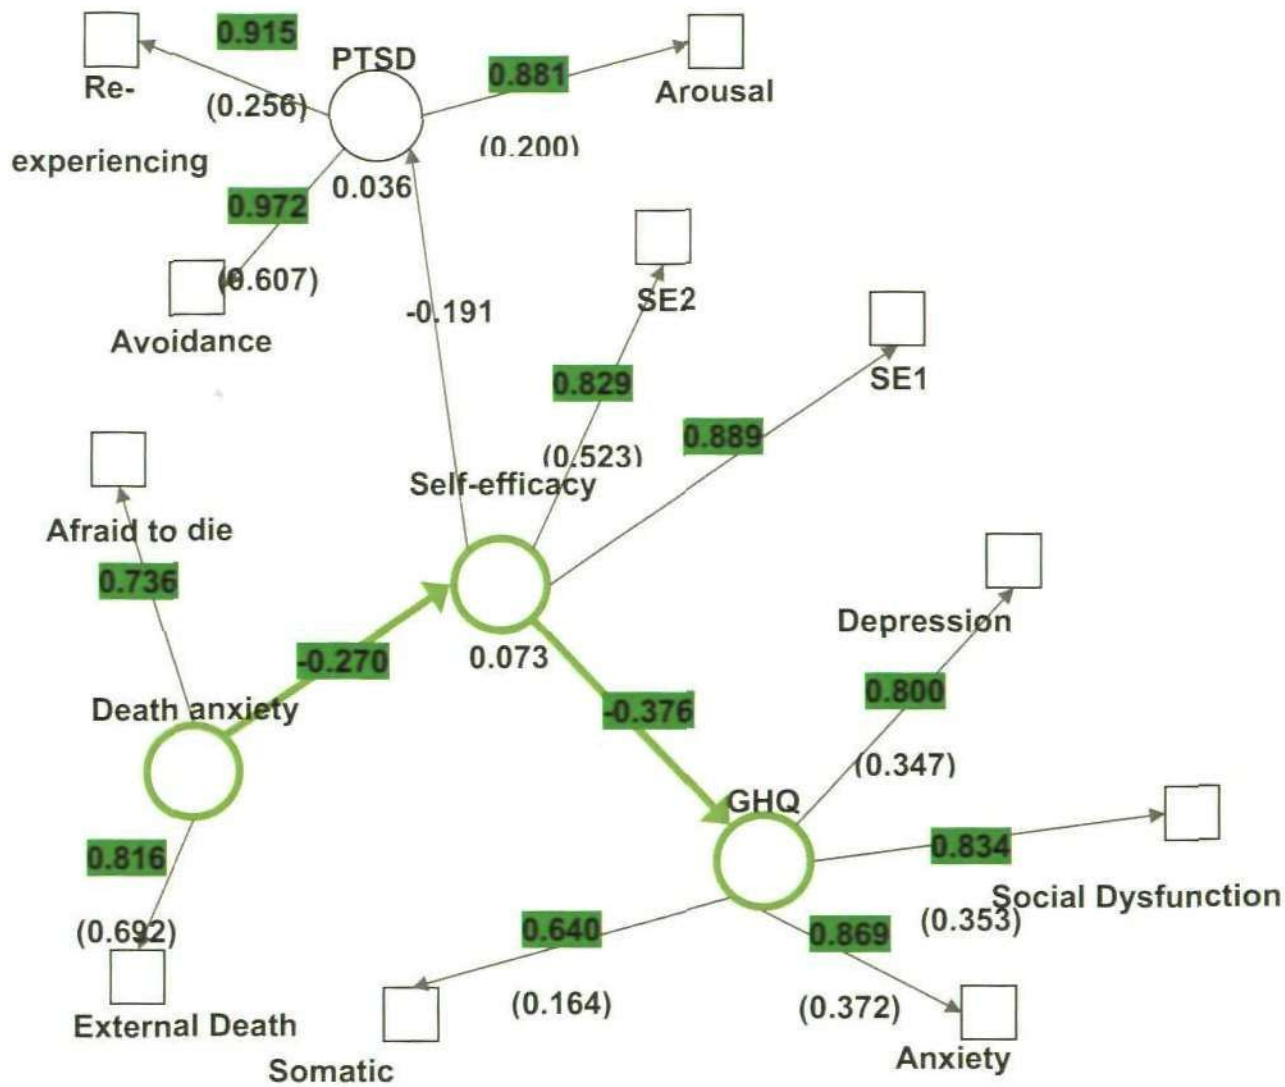 0.915
PTSD
0.881
Re-
(0.256)
Arousal
(0.200)
experiencing
0.036
0.972
(0.607)
-0.191
SE2
Avoidance
SE1
0.829
0.889
(0.523)
Self-efficacy
Afraid to die
0.736
Depression
-0.270
0.073
0.800
Death anxiety
-0.376
(0.347)
GHQ
0.816
0.834
Social Dysfunction
(0.692)
0.640
0.869
(0.353)
(0.164)
(0.372)
External Death
Anxiety
Somatic